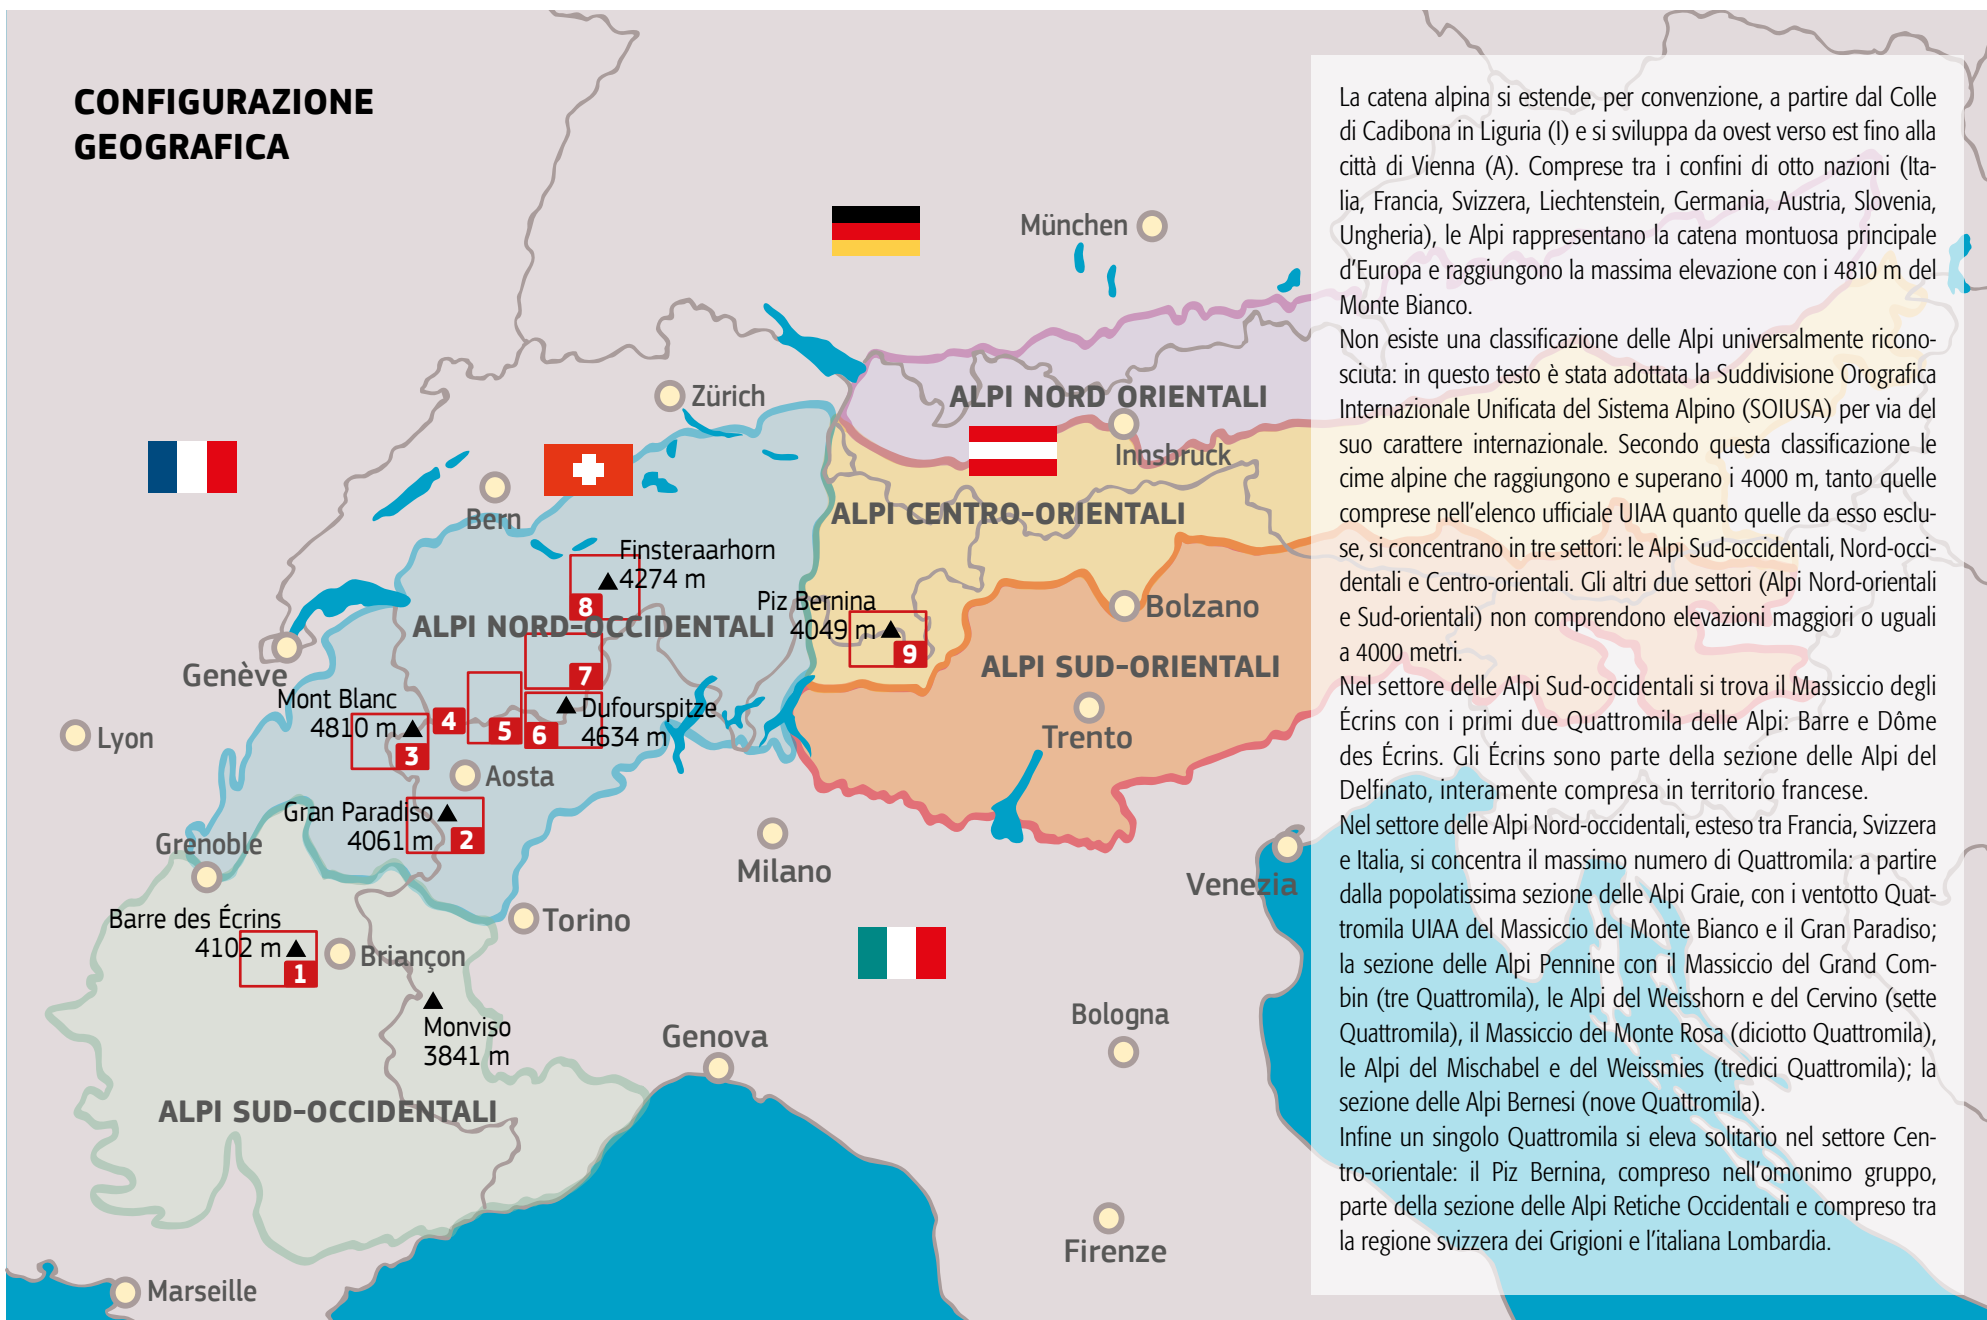 CONFIGURAZIONE
GEOGRAFICA
München
Zürich
ALPI NORD ORIENTALI
Innsbruck
Bern
ALPI CENTRO-ORIENTALI
Finsteraarhorn
4274 m
8
Piz Bernina
4049 m
9
Bolzano
ALPI NORD-OCCIDENTALI
ALPI SUD-ORIENTALI
Genève
7
Mont Blanc
4810 m
3
4
5
6
Dufourspitze
4634 m
Lyon
Trento
Aosta
Gran Paradiso
4061 m
2
Grenoble
Milano
Venezia
Barre des Écrins
4102 m
1
Briançon
Torino
Monviso
3841 m
Genova
Bologna
ALPI SUD-OCCIDENTALI
Firenze
Marseille
La catena alpina si estende, per convenzione, a partire dal Colle
di Cadibona in Liguria (I) e si sviluppa da ovest verso est fino alla
città di Vienna (A). Comprese tra i confini di otto nazioni (Ita-
lia, Francia, Svizzera, Liechtenstein, Germania, Austria, Slovenia,
Ungheria), le Alpi rappresentano la catena montuosa principale
d'Europa e raggiungono la massima elevazione con i 4810 m del
Monte Bianco.
Non esiste una classificazione delle Alpi universalmente ricono-
sciuta: in questo testo è stata adottata la Suddivisione Orografica
Internazionale Unificata del Sistema Alpino (SOIUSA) per via del
suo carattere internazionale. Secondo questa classificazione le
cime alpine che raggiungono e superano i 4000 m, tanto quelle
comprese nell'elenco ufficiale UIAA quanto quelle da esso esclu-
se, si concentrano in tre settori: le Alpi Sud-occidentali, Nord-occi-
dentali e Centro-orientali. Gli altri due settori (Alpi Nord-orientali
e Sud-orientali) non comprendono elevazioni maggiori o uguali
a 4000 metri.
Nel settore delle Alpi Sud-occidentali si trova il Massiccio degli
Écrins con i primi due Quattromila delle Alpi: Barre e Dôme
des Écrins. Gli Écrins sono parte della sezione delle Alpi del
Delfinato, interamente compresa in territorio francese.
Nel settore delle Alpi Nord-occidentali, esteso tra Francia, Svizzera
e Italia, si concentra il massimo numero di Quattromila: a partire
dalla popolatissima sezione delle Alpi Graie, con i ventotto Quat-
tromila UIAA del Massiccio del Monte Bianco e il Gran Paradiso;
la sezione delle Alpi Pennine con il Massiccio del Grand Com-
bin (tre Quattromila), le Alpi del Weisshorn e del Cervino (sette
Quattromila), il Massiccio del Monte Rosa (diciotto Quattromila),
le Alpi del Mischabel e del Weissmies (tredici Quattromila); la
sezione delle Alpi Bernesi (nove Quattromila).
Infine un singolo Quattromila si eleva solitario nel settore Cen-
tro-orientale: il Piz Bernina, compreso nell'omonimo gruppo,
parte della sezione delle Alpi Retiche Occidentali e compreso tra
la regione svizzera dei Grigioni e l'italiana Lombardia.